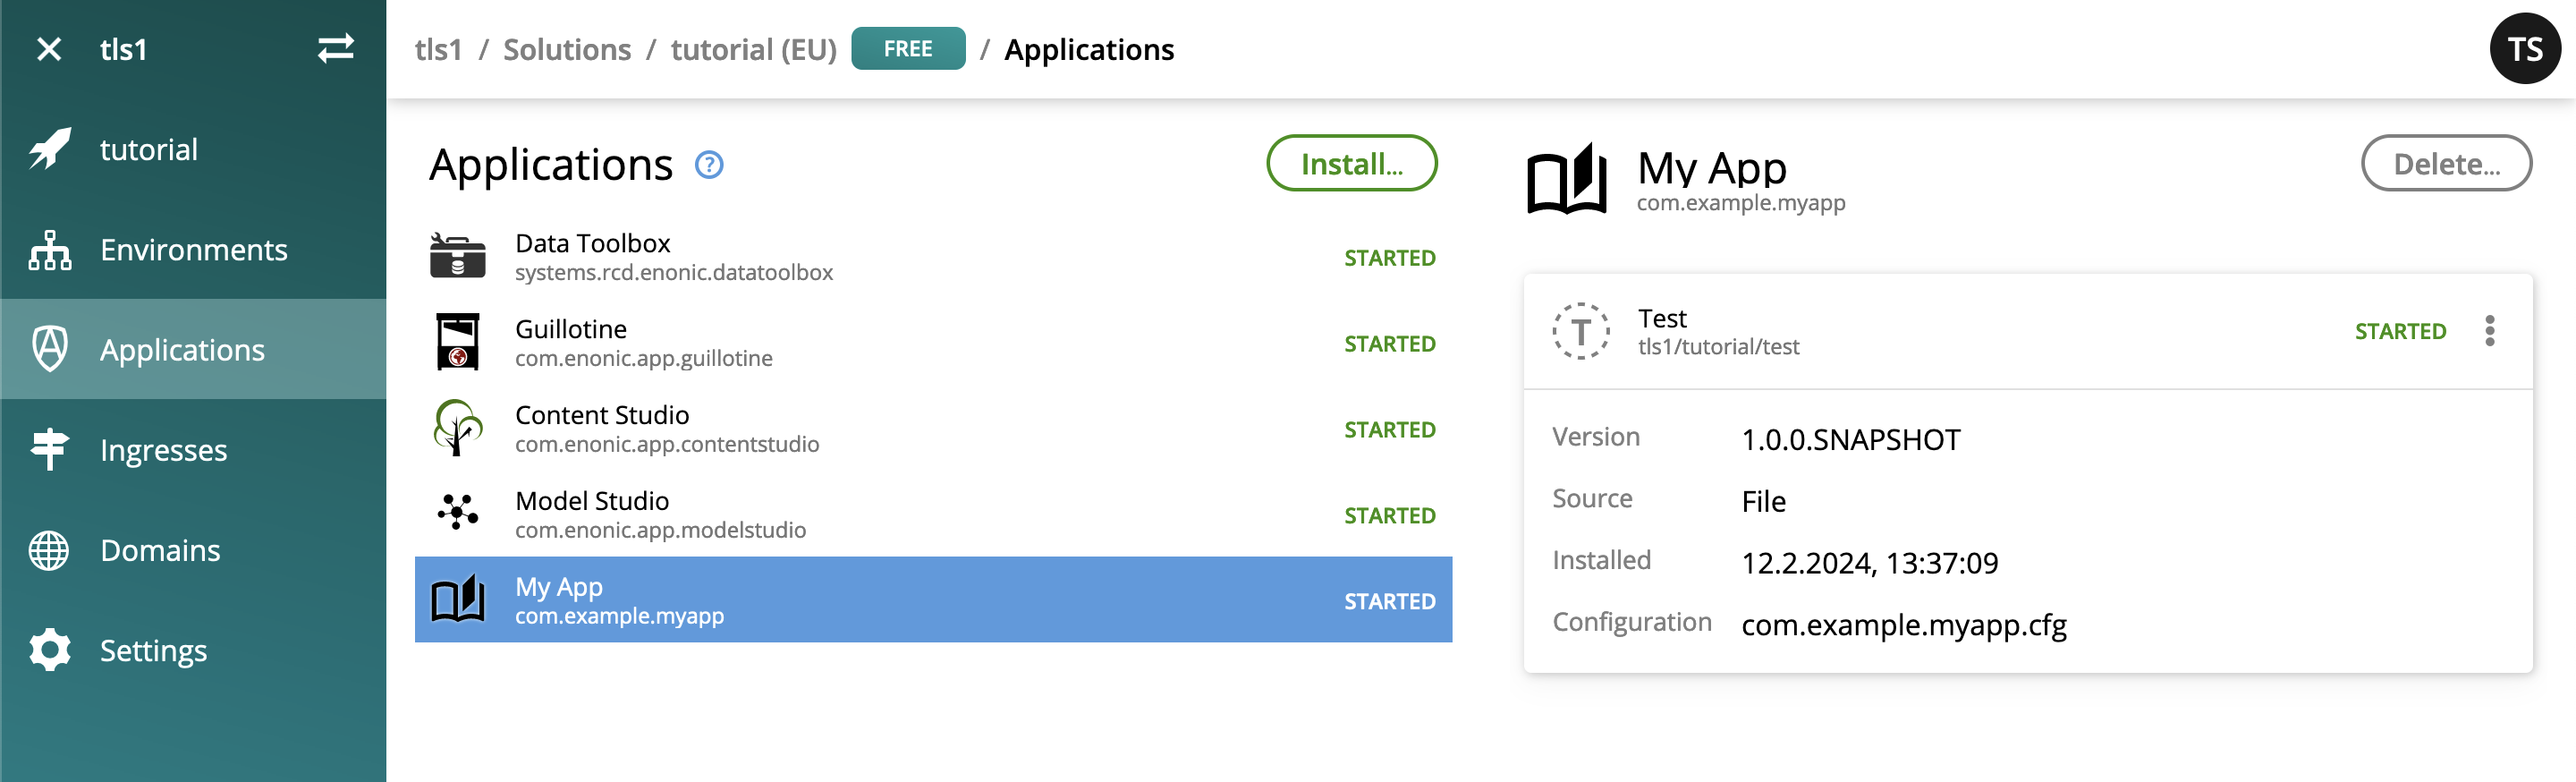 tls1
tutorial
Environments
Applications
Ingresses
Domains
Settings
tls1 / Solutions / tutorial (EU) FREE / Applications
TS
Applications ?
Install...
Data Toolbox
systems.rcd.enonic.datatoolbox
STARTED
Guillotine
com.enonic.app.guillotine
STARTED
Content Studio
com.enonic.app.contentstudio
STARTED
Model Studio
com.enonic.app.modelstudio
STARTED
My App
com.example.myapp
STARTED
My App
com.example.myapp
Delete...
T
Test
tls1/tutorial/test
STARTED
Version 1.0.0.SNAPSHOT
Source File
Installed 12.2.2024, 13:37:09
Configuration com.example.myapp.cfg